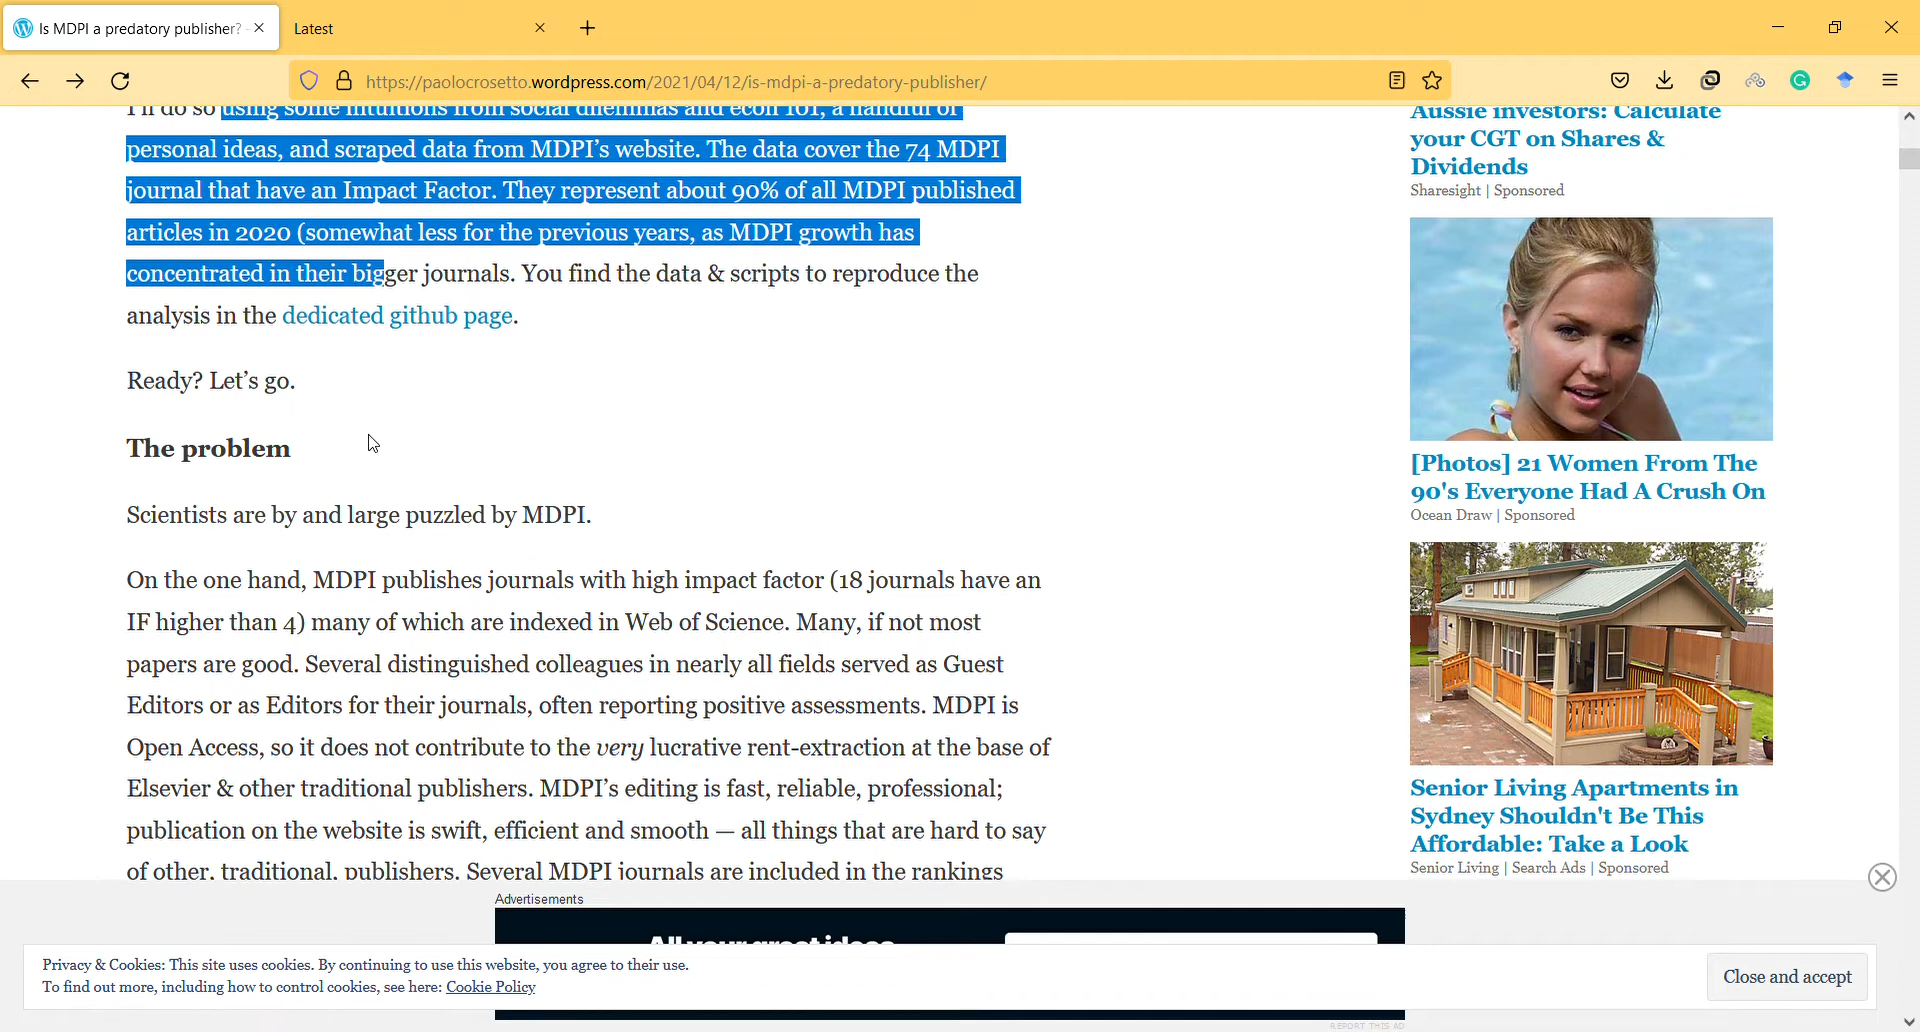 Is MDPI a predatory publisher?
Latest
https://paolocrosetto.wordpress.com/2021/04/12/is-mdpi-a-predatory-publisher/
I'll do so using some intuitions from social dilemmas and econ 101, a handful of
personal ideas, and scraped data from MDPI's website. The data cover the 74 MDPI
journal that have an Impact Factor. They represent about 90% of all MDPI published
articles in 2020 (somewhat less for the previous years, as MDPI growth has
concentrated in their bigger journals. You find the data & scripts to reproduce the
analysis in the dedicated github page.
Ready? Let's go.
The problem
Scientists are by and large puzzled by MDPI.
On the one hand, MDPI publishes journals with high impact factor (18 journals have an
IF higher than 4) many of which are indexed in Web of Science. Many, if not most
papers are good. Several distinguished colleagues in nearly all fields served as Guest
Editors or as Editors for their journals, often reporting positive assessments. MDPI is
Open Access, so it does not contribute to the very lucrative rent-extraction at the base of
Elsevier & other traditional publishers. MDPI's editing is fast, reliable, professional;
publication on the website is swift, efficient and smooth — all things that are hard to say
of other, traditional, publishers. Several MDPI journals are included in the rankings
Aussie investors: Calculate
your CGT on Shares &
Dividends
Sharesight | Sponsored
[Photos] 21 Women From The
90's Everyone Had A Crush On
Ocean Draw | Sponsored
Senior Living Apartments in
Sydney Shouldn't Be This
Affordable: Take a Look
Senior Living | Search Ads | Sponsored
Advertisements
All your great ideas
Privacy & Cookies: This site uses cookies. By continuing to use this website, you agree to their use.
To find out more, including how to control cookies, see here: Cookie Policy
Close and accept
REPORT THIS AD